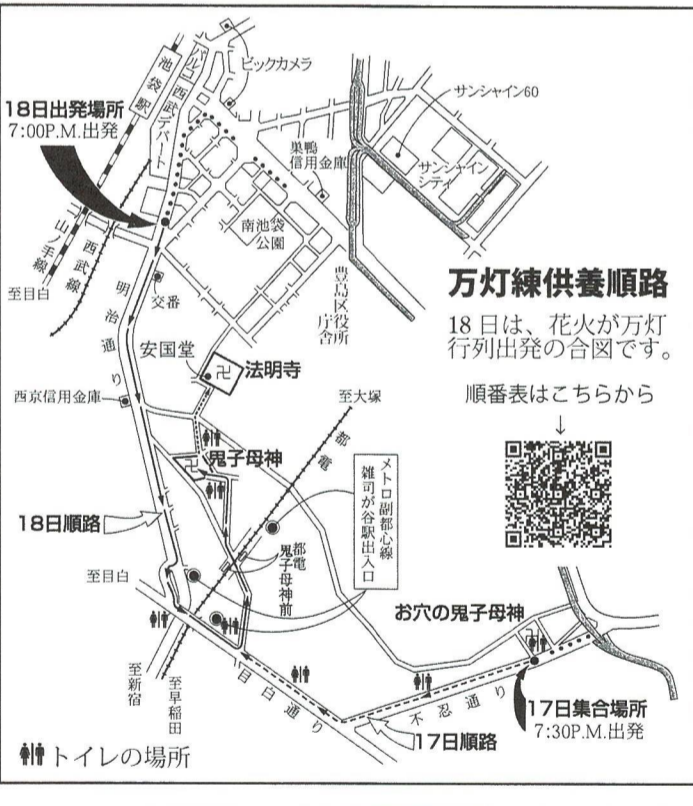 ビックカメラ
パルコ
池袋駅
西武デパート
サンシャイン60
18日出発場所
7:00P.M.出発
巣鴨
信用金庫
サンシャイン
シティ
南池袋
公園
山ノ手線
西武線
至目白
明治通り
交番
豊島区役所
庁舎
万灯練供養順路
18日は、花火が万灯
行列出発の合図です。
安国堂
法明寺
順番表はこちらから
↓
西京信用金庫
至大塚
都電
鬼子母神
メトロ副都心線
雑司が谷駅出入口
18日順路
都電
鬼子母神前
至目白
お穴の鬼子母神
至新宿
至早稲田
目白通り
不忍通り
17日集合場所
7:30P.M.出発
17日順路
トイレの場所